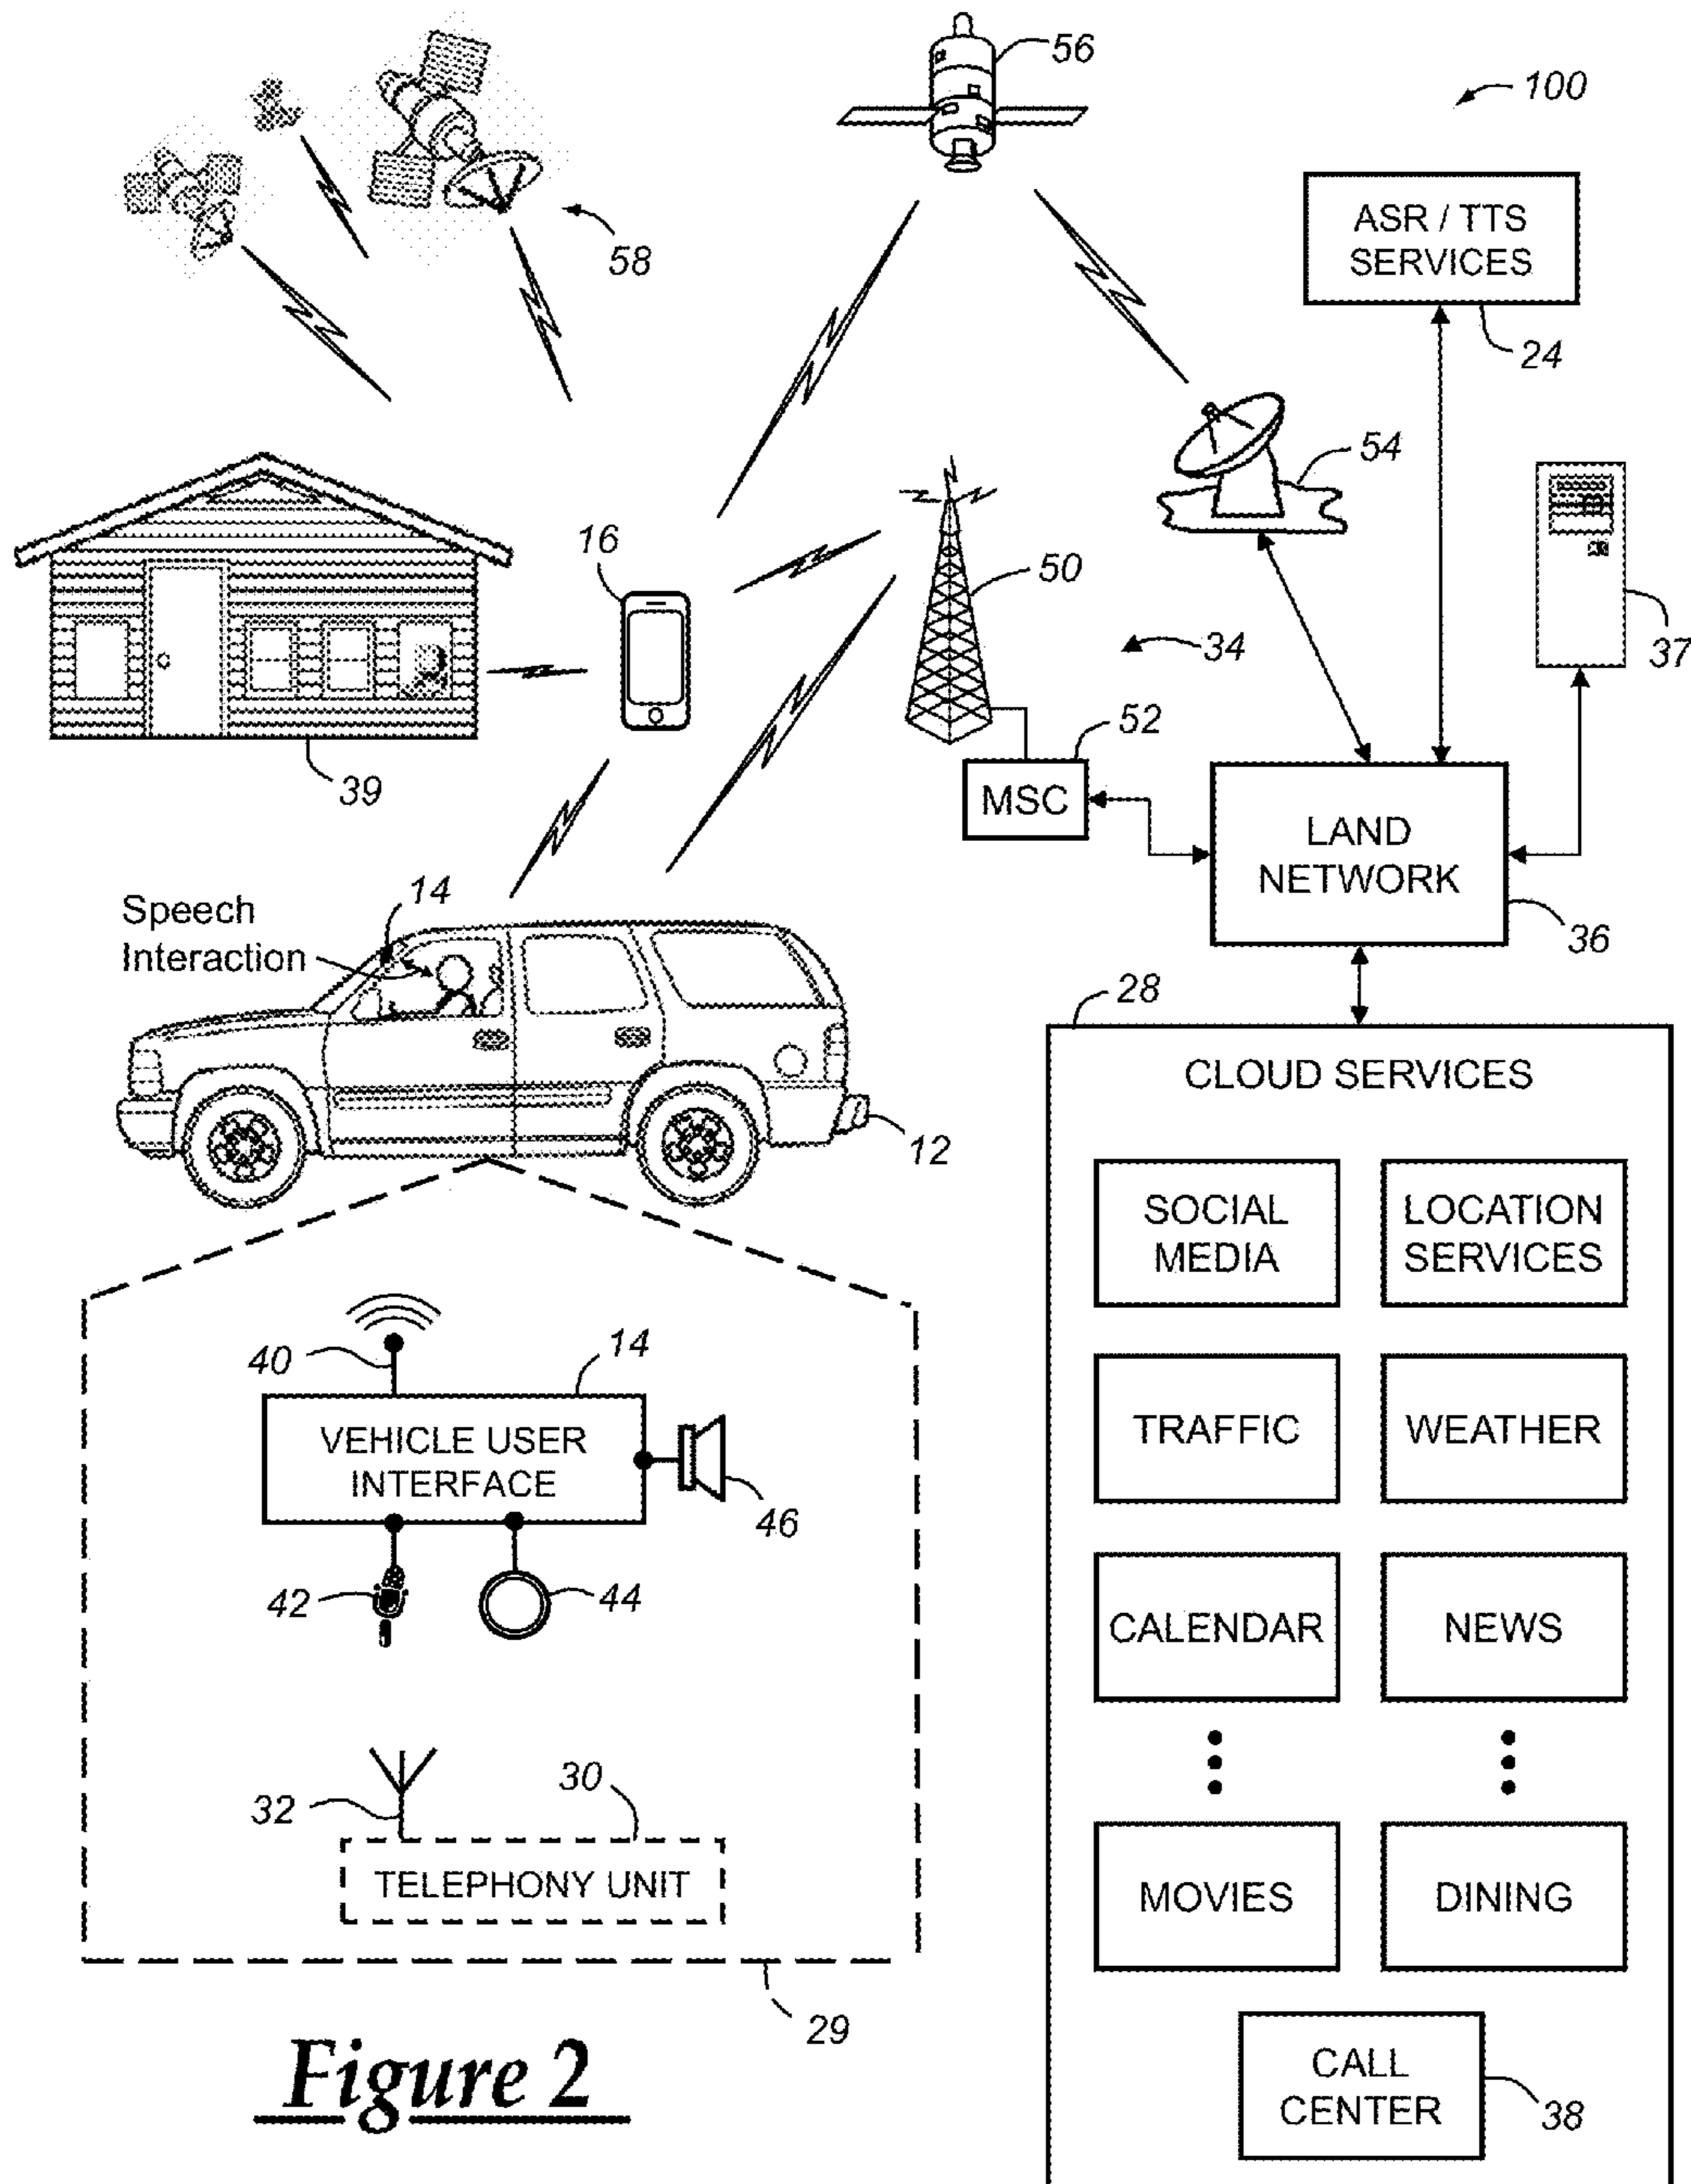 56
100
58
ASR / TTS
SERVICES
24
54
16
50
37
34
52
39
MSC
LAND
NETWORK
36
Speech
Interaction
14
28
12
CLOUD SERVICES
SOCIAL
MEDIA
LOCATION
SERVICES
40
14
VEHICLE USER
INTERFACE
46
TRAFFIC
WEATHER
42
44
CALENDAR
NEWS
32
30
TELEPHONY UNIT
MOVIES
DINING
29
Figure 2
CALL
CENTER
38